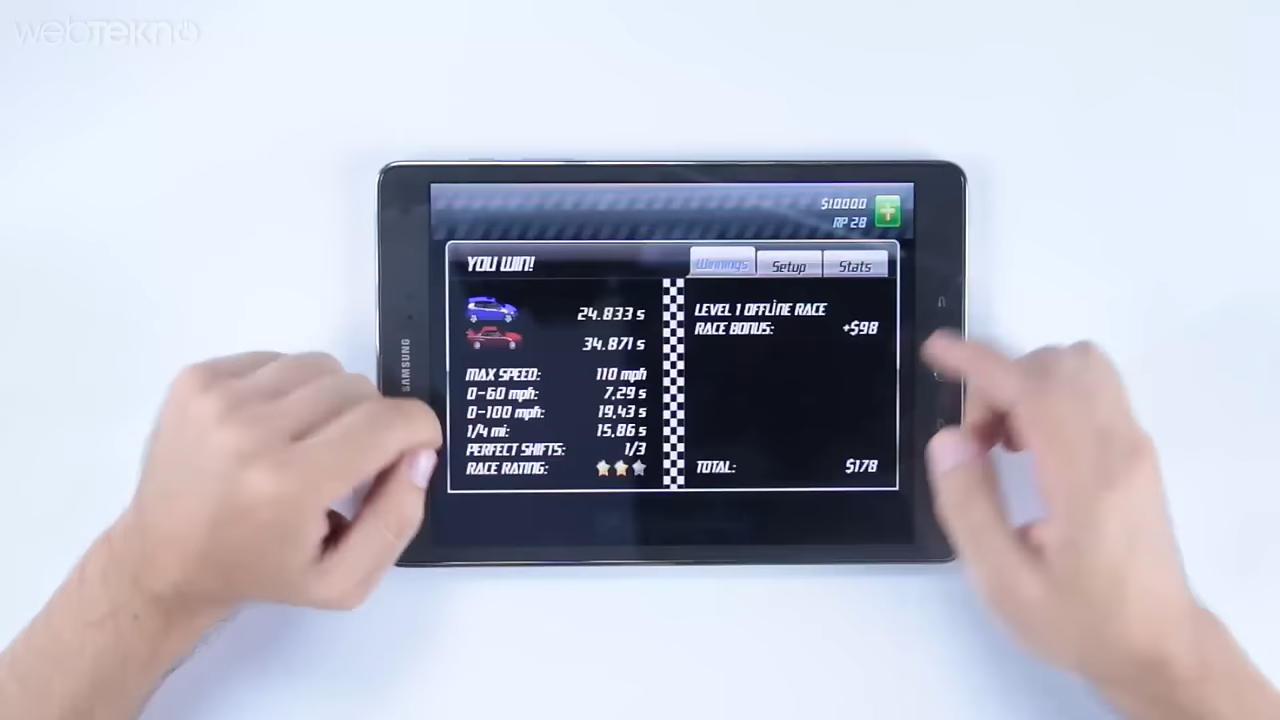 webtekno
$10000
RP 28
YOU WIN!
Winnings
Setup
Stats
24.833 s
34.871 s
MAX SPEED: 110 mph
0-60 mph: 7,29 s
0-100 mph: 19,43 s
1/4 mi: 15,86 s
PERFECT SHIFTS: 1/3
RACE RATING:
LEVEL 1 OFFLİNE RACE
RACE BONUS: +$98
TOTAL: $178
SAMSUNG